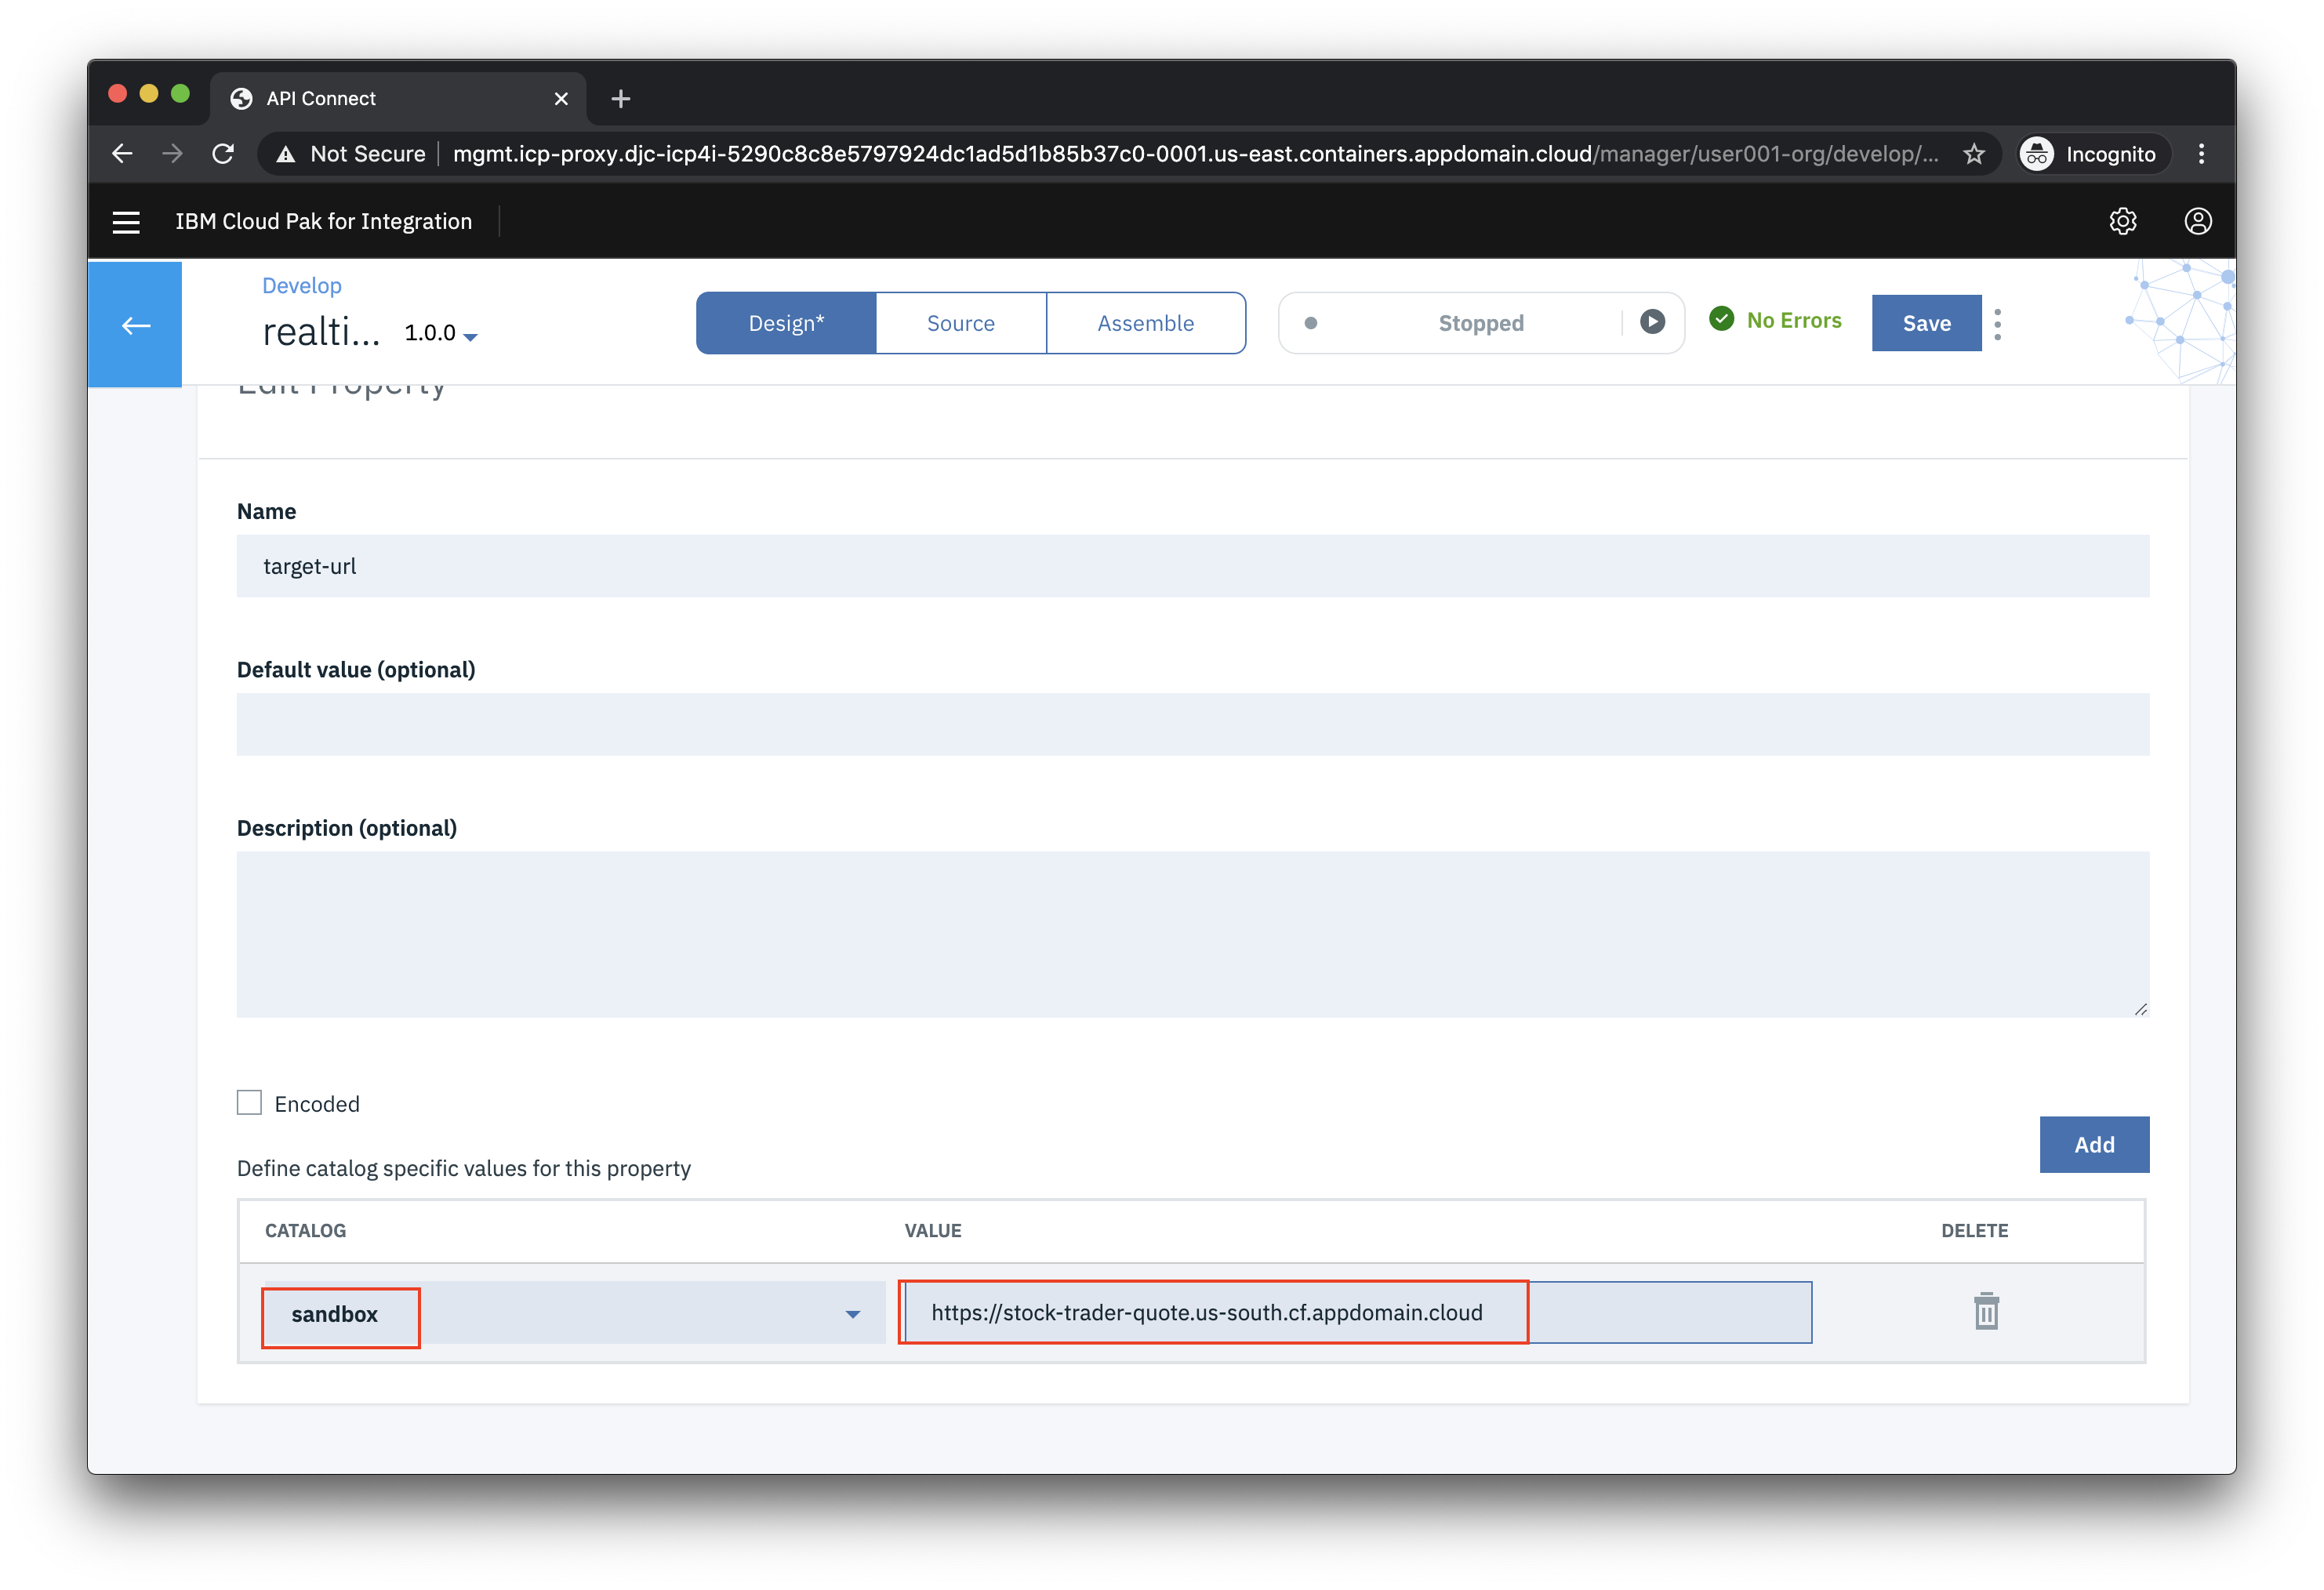 API Connect
Not Secure mgmt.icp-proxy.djc-icp4i-5290c8c8e5797924dc1ad5d1b85b37c0-0001.us-east.containers.appdomain.cloud/manager/user001-org/develop/... Incognito
IBM Cloud Pak for Integration
Develop
realti... 1.0.0
Design* Source Assemble
Stopped
No Errors
Save
Edit Property
Name
target-url
Default value (optional)
Description (optional)
Encoded
Add
Define catalog specific values for this property
CATALOG VALUE DELETE
sandbox https://stock-trader-quote.us-south.cf.appdomain.cloud